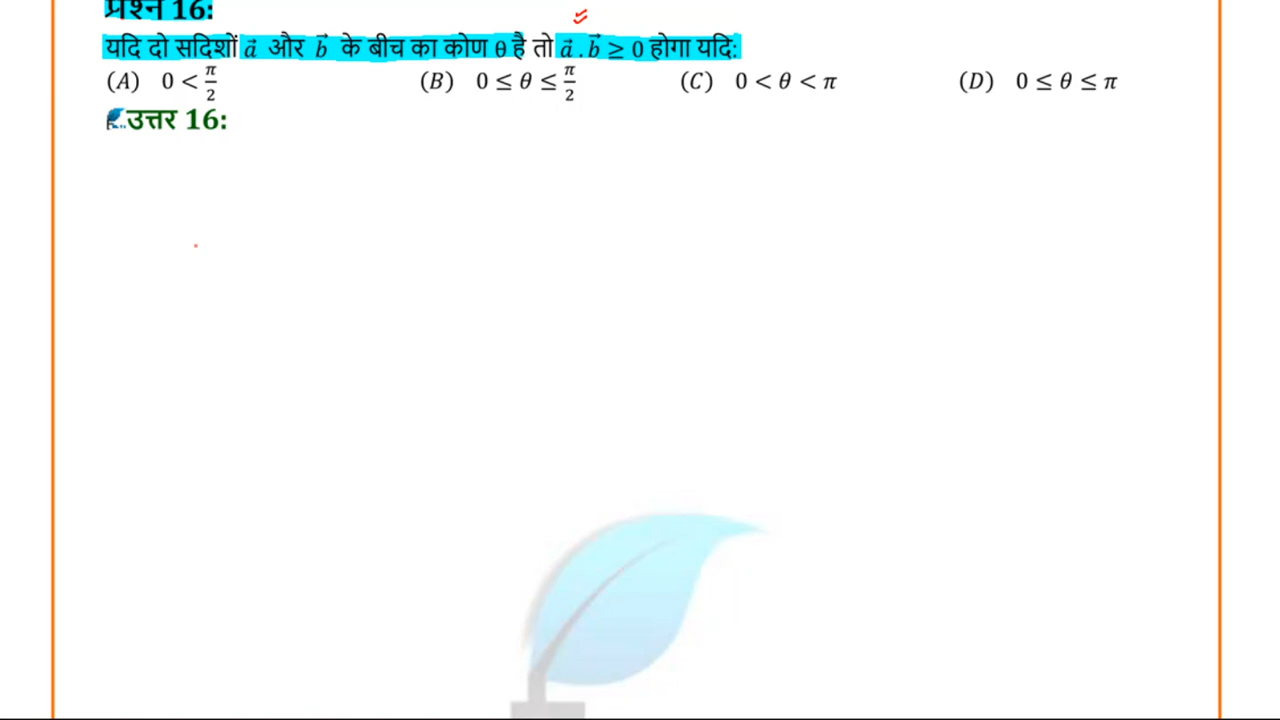 प्रश्न 16:
यदि दो सदिशों a⃗ और b⃗ के बीच का कोण θ है तो a⃗ . b⃗ ≥ 0 होगा यदि:
(A) 0 < π/2 (B) 0 ≤ θ ≤ π/2 (C) 0 < θ < π (D) 0 ≤ θ ≤ π
उत्तर 16: